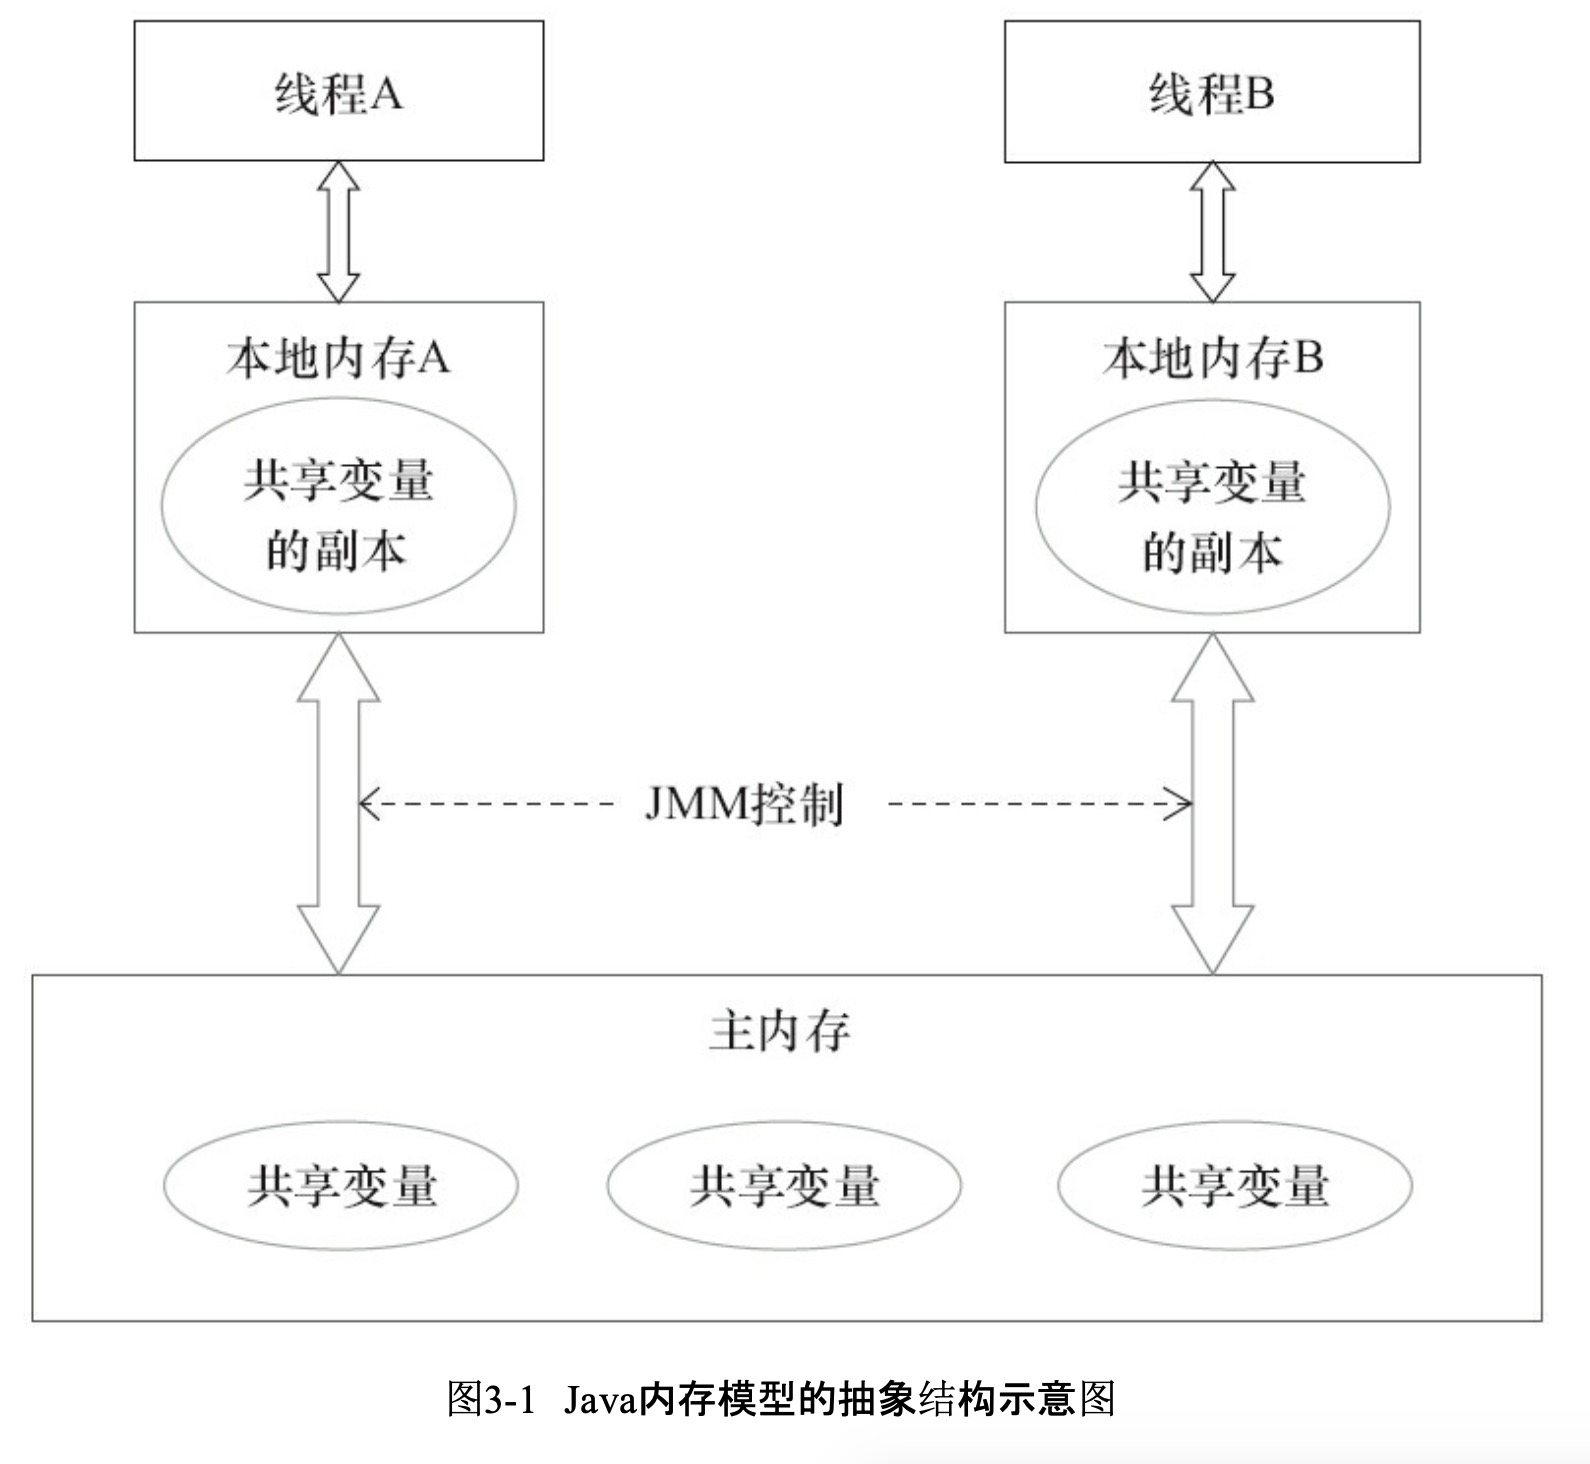 线程A
线程B
本地内存A
本地内存B
共享变量
的副本
共享变量
的副本
JMM控制
主内存
共享变量
共享变量
共享变量
图3-1 Java内存模型的抽象结构示意图